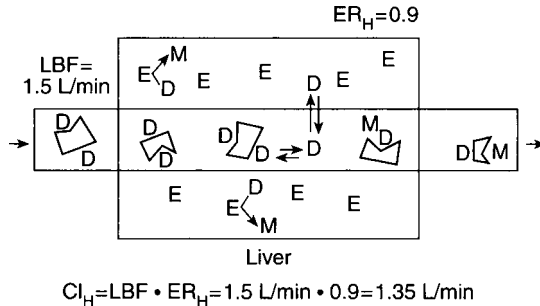 ER_H=0.9
LBF=
1.5 L/min
M
E
D
E
E
D
E
E
D
D
D
D
D
D
D
M
D
D
M
E
D
E
M
E
E
Liver
Cl_H=LBF • ER_H=1.5 L/min • 0.9=1.35 L/min